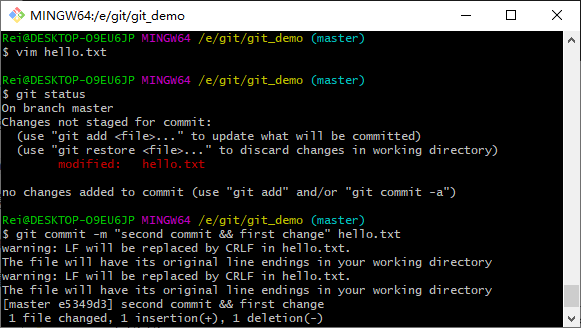 MINGW64:/e/git/git_demo
Rei@DESKTOP-O9EU6JP MINGW64 /e/git/git_demo (master)
$ vim hello.txt
Rei@DESKTOP-O9EU6JP MINGW64 /e/git/git_demo (master)
$ git status
On branch master
Changes not staged for commit:
  (use "git add <file>..." to update what will be committed)
  (use "git restore <file>..." to discard changes in working directory)
        modified:   hello.txt
no changes added to commit (use "git add" and/or "git commit -a")
Rei@DESKTOP-O9EU6JP MINGW64 /e/git/git_demo (master)
$ git commit -m "second commit && first change" hello.txt
warning: LF will be replaced by CRLF in hello.txt.
The file will have its original line endings in your working directory
warning: LF will be replaced by CRLF in hello.txt.
The file will have its original line endings in your working directory
[master e5349d3] second commit && first change
 1 file changed, 1 insertion(+), 1 deletion(-)